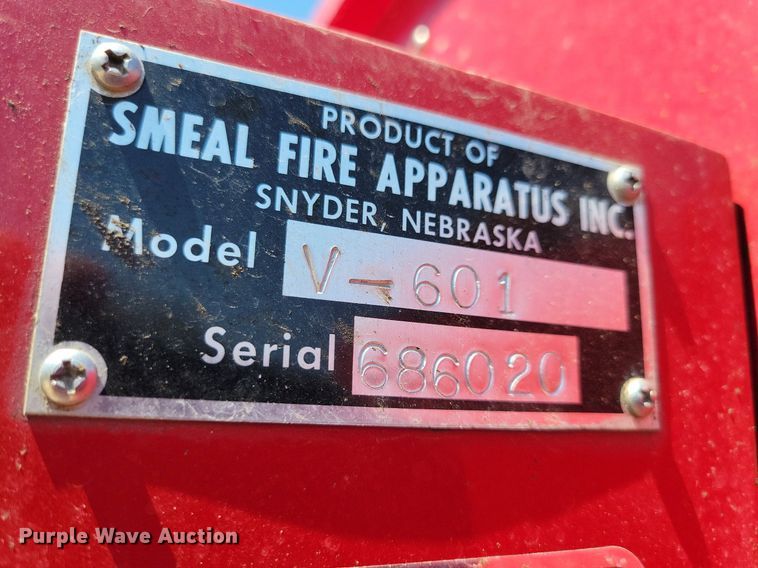 PRODUCT OF
SMEAL FIRE APPARATUS INC.
SNYDER, NEBRASKA
Model V-601
Serial 686020
Purple Wave Auction